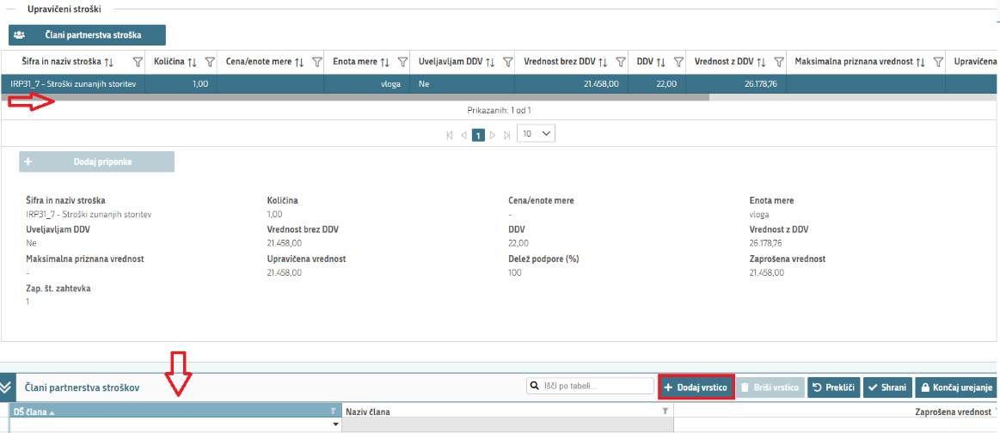 Upravičeni stroški
Člani partnerstva stroška
Šifra in naziv stroška Količina Cena/enote mere Enota mere Uveljavljam DDV Vrednost brez DDV DDV Vrednost z DDV Maksimalna priznana vrednost Upravičena
IRP31_7 - Stroški zunanjih storitev 1,00 vloga Ne 21.458,00 22,00 26.178,76
Prikazanih: 1 od 1
1 10
+ Dodaj priponke
Šifra in naziv stroška Količina Cena/enote mere Enota mere
IRP31_7 - Stroški zunanjih storitev 1,00 - vloga
Uveljavljam DDV Vrednost brez DDV DDV Vrednost z DDV
Ne 21.458,00 22,00 26.178,76
Maksimalna priznana vrednost Upravičena vrednost Delež podpore (%) Zaprošena vrednost
- 21.458,00 100 21.458,00
Zap. št. zahtevka
1
Člani partnerstva stroškov Išči po tabeli... + Dodaj vrstico Briši vrstico Prekliči Shrani Končaj urejanje
DŠ člana Naziv člana Zaprošena vrednost